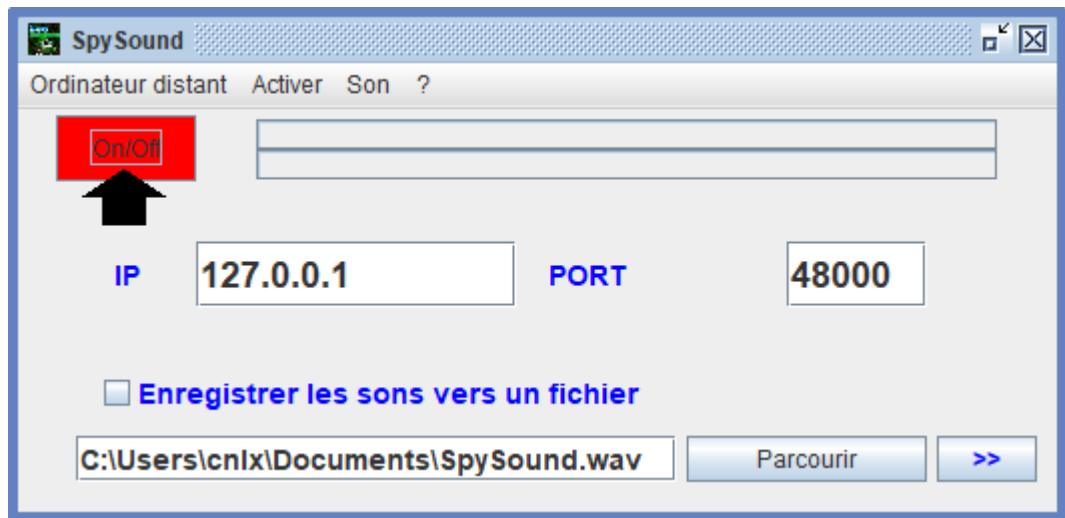 SpySound
Ordinateur distant Activer Son ?
On/Off
IP 127.0.0.1 PORT 48000
Enregistrer les sons vers un fichier
C:\Users\cnlx\Documents\SpySound.wav Parcourir >>